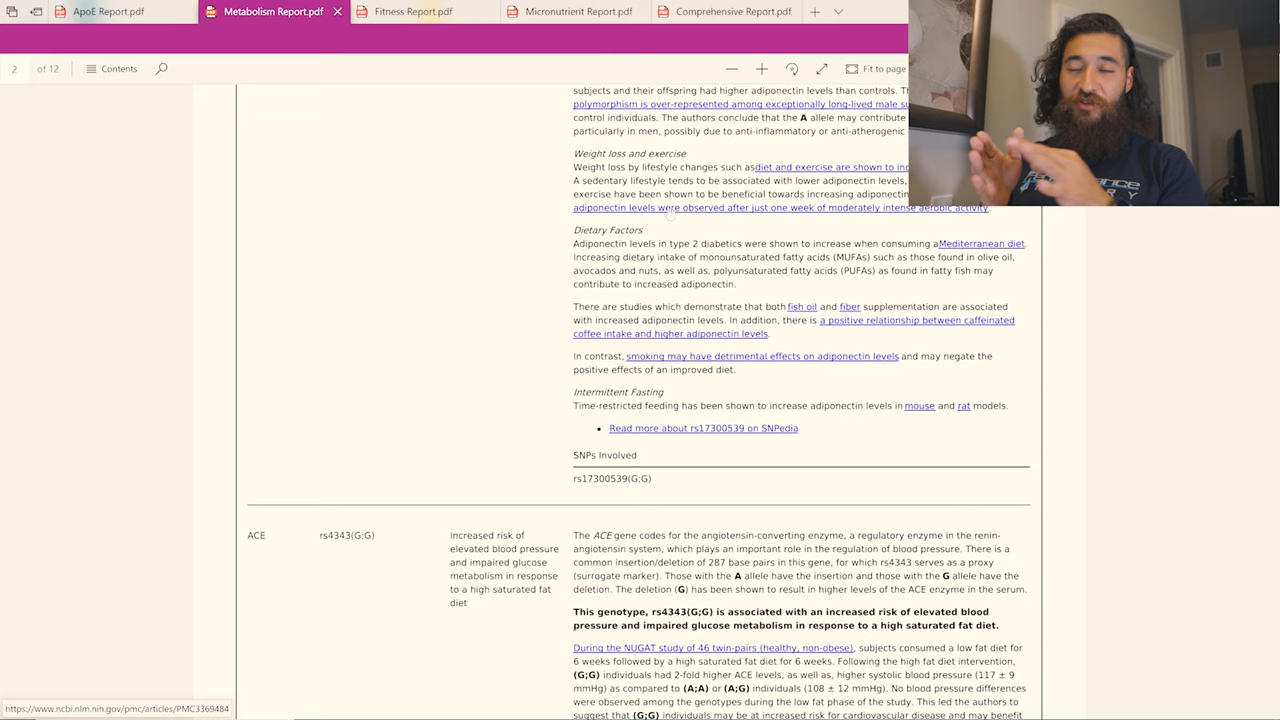 ApoE Report.pdf
Metabolism Report.pdf
Fitness Report.pdf
Micronutrient Report.pdf
Comprehensive Report.pdf
2 of 12
Contents
Fit to page
subjects and their offspring had higher adiponectin levels than controls. Th
polymorphism is over-represented among exceptionally long-lived male su
control individuals. The authors conclude that the A allele may contribute
particularly in men, possibly due to anti-inflammatory or anti-atherogenic
Weight loss and exercise
Weight loss by lifestyle changes such asdiet and exercise are shown to inc
A sedentary lifestyle tends to be associated with lower adiponectin levels,
exercise have been shown to be beneficial towards increasing adiponectin
adiponectin levels were observed after just one week of moderately intense aerobic activity.
Dietary Factors
Adiponectin levels in type 2 diabetics were shown to increase when consuming aMediterranean diet.
Increasing dietary intake of monounsaturated fatty acids (MUFAs) such as those found in olive oil,
avocados and nuts, as well as, polyunsaturated fatty acids (PUFAs) as found in fatty fish may
contribute to increased adiponectin.
There are studies which demonstrate that both fish oil and fiber supplementation are associated
with increased adiponectin levels. In addition, there is a positive relationship between caffeinated
coffee intake and higher adiponectin levels.
In contrast, smoking may have detrimental effects on adiponectin levels and may negate the
positive effects of an improved diet.
Intermittent Fasting
Time-restricted feeding has been shown to increase adiponectin levels in mouse and rat models.
• Read more about rs17300539 on SNPedia
SNPs Involved
rs17300539(G;G)
ACE
rs4343(G;G)
Increased risk of
elevated blood pressure
and impaired glucose
metabolism in response
to a high saturated fat
diet
The ACE gene codes for the angiotensin-converting enzyme, a regulatory enzyme in the renin-
angiotensin system, which plays an important role in the regulation of blood pressure. There is a
common insertion/deletion of 287 base pairs in this gene, for which rs4343 serves as a proxy
(surrogate marker). Those with the A allele have the insertion and those with the G allele have the
deletion. The deletion (G) has been shown to result in higher levels of the ACE enzyme in the serum.
This genotype, rs4343(G;G) is associated with an increased risk of elevated blood
pressure and impaired glucose metabolism in response to a high saturated fat diet.
During the NUGAT study of 46 twin-pairs (healthy, non-obese), subjects consumed a low fat diet for
6 weeks followed by a high saturated fat diet for 6 weeks. Following the high fat diet intervention,
(G;G) individuals had 2-fold higher ACE levels, as well as, higher systolic blood pressure (117 ± 9
mmHg) as compared to (A;A) or (A;G) individuals (108 ± 12 mmHg). No blood pressure differences
were observed among the genotypes during the low fat phase of the study. This led the authors to
suggest that (G;G) individuals may be at increased risk for cardiovascular disease and may benefit
https://www.ncbi.nlm.nih.gov/pmc/articles/PMC3369484